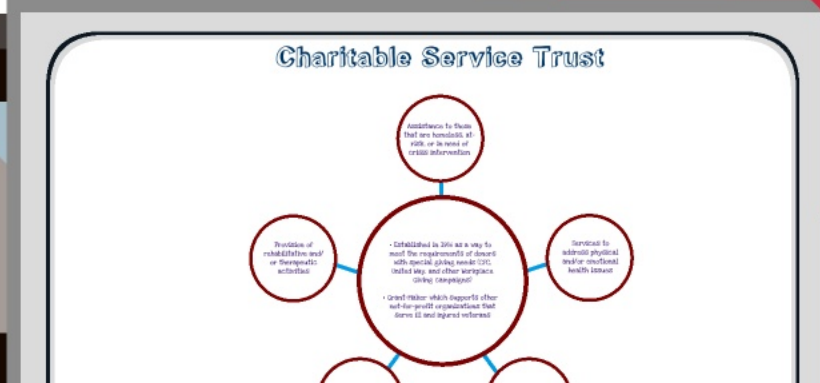 Charitable Service Trust
Assistance to those
that are homeless, at-
risk, or in need of
crisis intervention
Provision of
rehabilitative and/
or therapeutic
activities
• Established in as a way to
meet the requirements of donors
with special giving needs (CFC,
United Way, and other Workplace
Giving Campaigns)
• Grant-Maker which supports other
not-for-profit organizations that
serve ill and injured veterans
Services to
address physical
and/or emotional
health issues